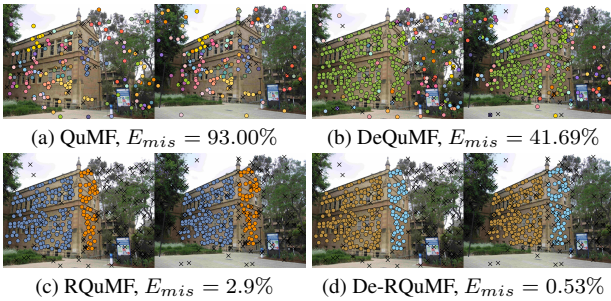 (a) QuMF, E_mis = 93.00%
(b) DeQuMF, E_mis = 41.69%
(c) RQuMF, E_mis = 2.9%
(d) De-RQuMF, E_mis = 0.53%